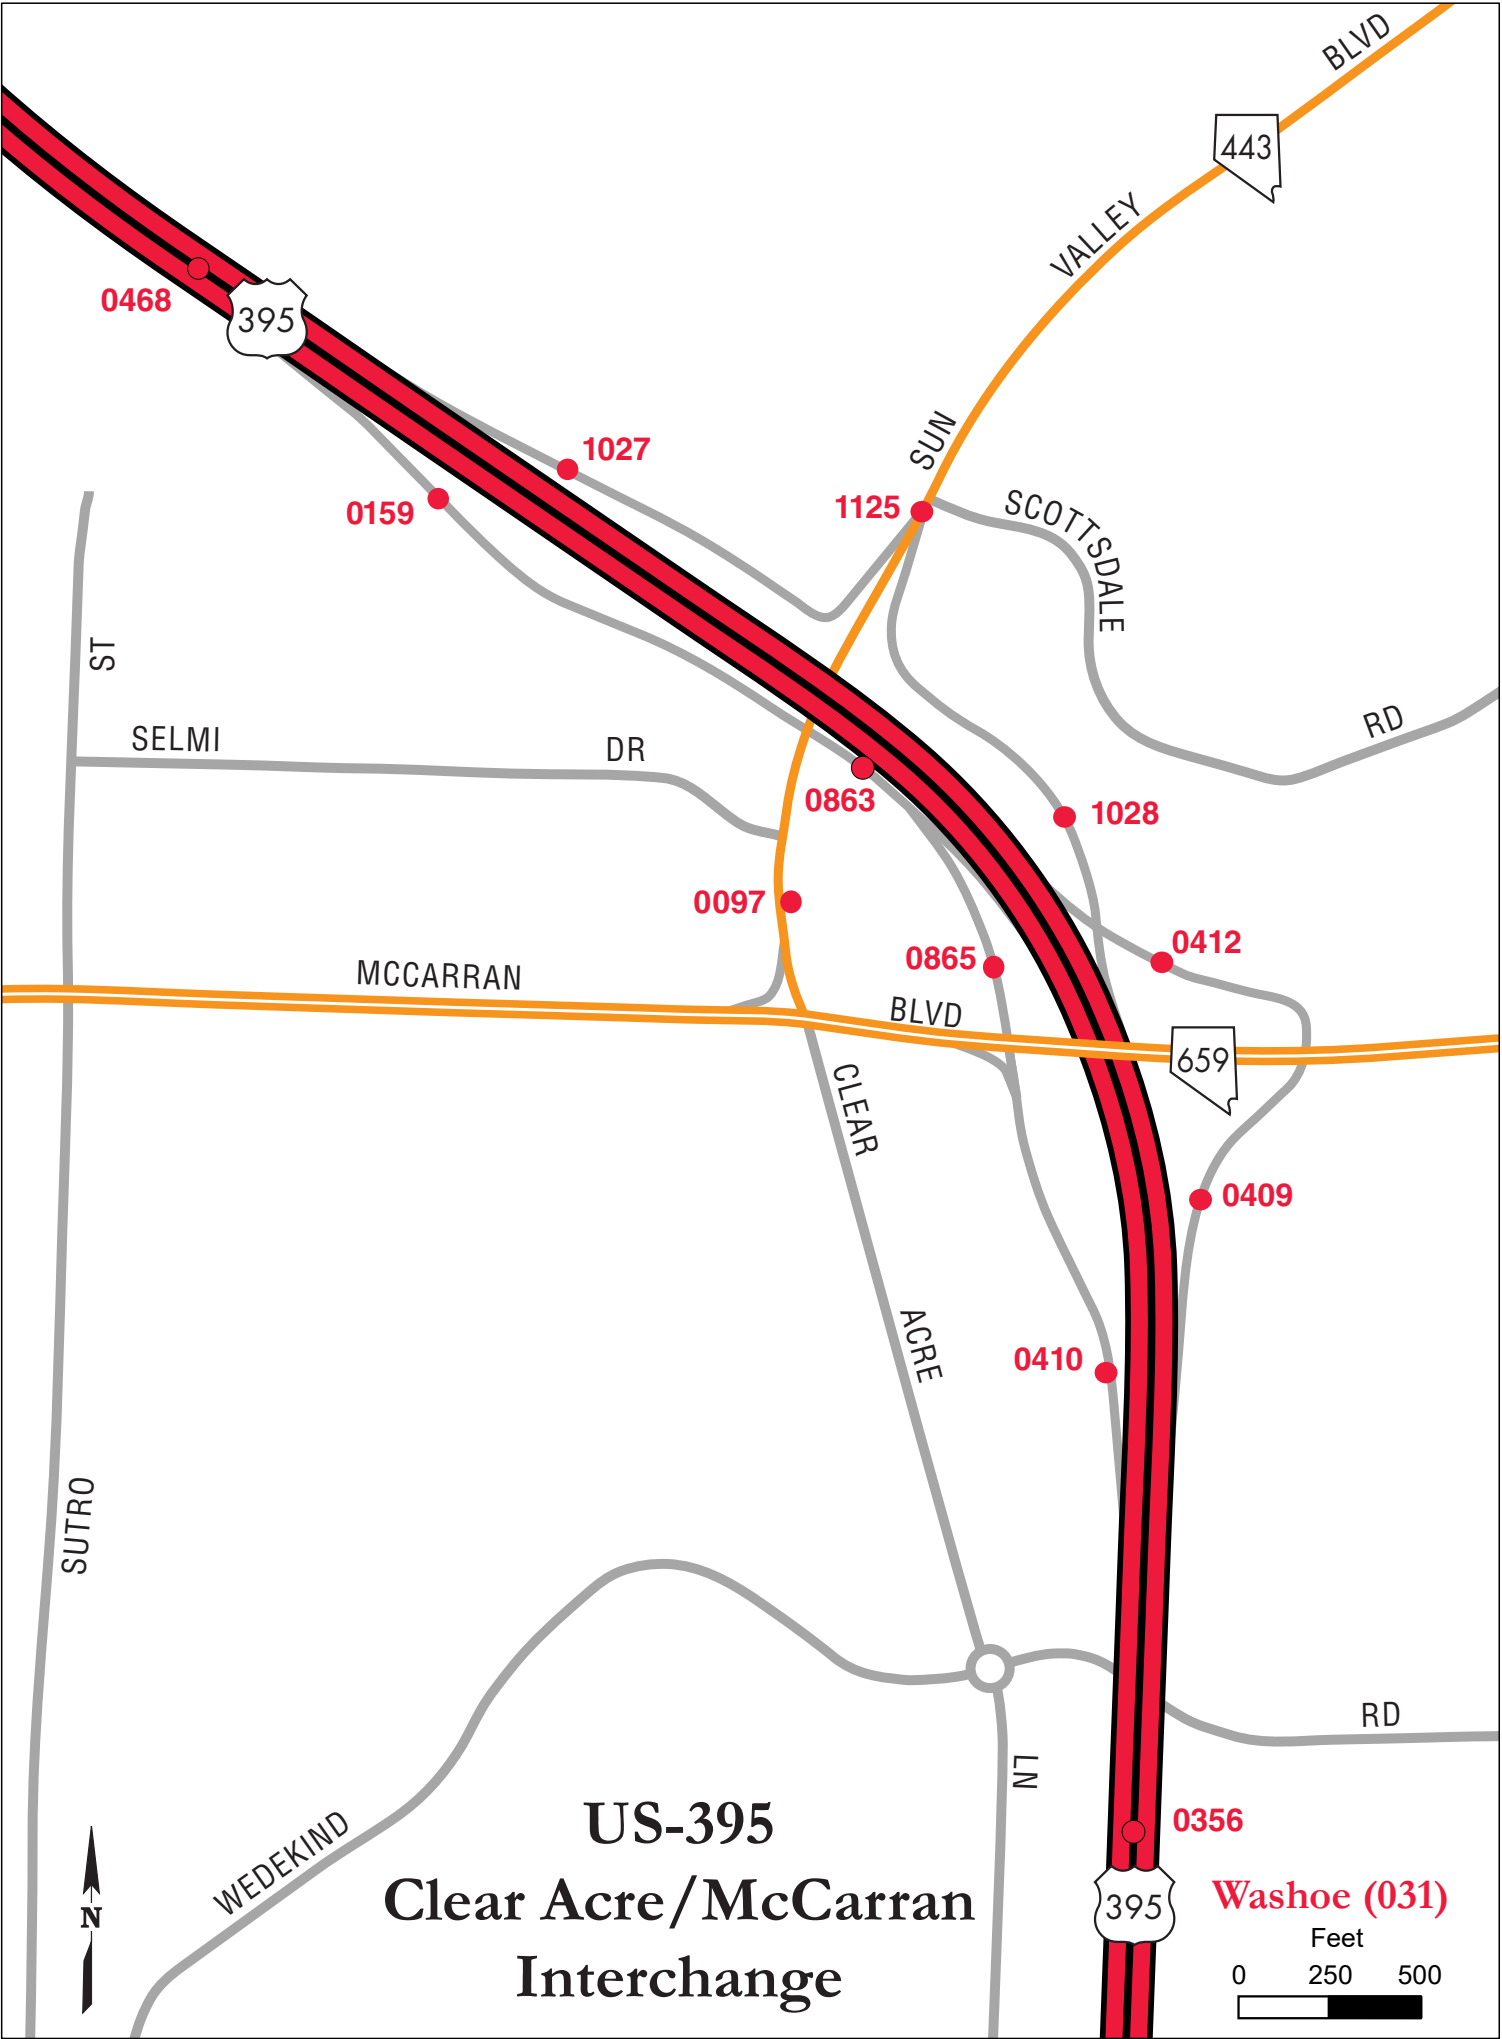 BLVD
443
VALLEY
0468
395
SUN
1027
0159
1125
SCOTTSDALE
ST
SELMI
DR
RD
0863
1028
0097
0412
0865
MCCARRAN
BLVD
659
CLEAR
0409
ACRE
0410
SUTRO
RD
LN
WEDEKIND
0356
US-395
Clear Acre/McCarran
Interchange
N
395
Washoe (031)
Feet
0 250 500